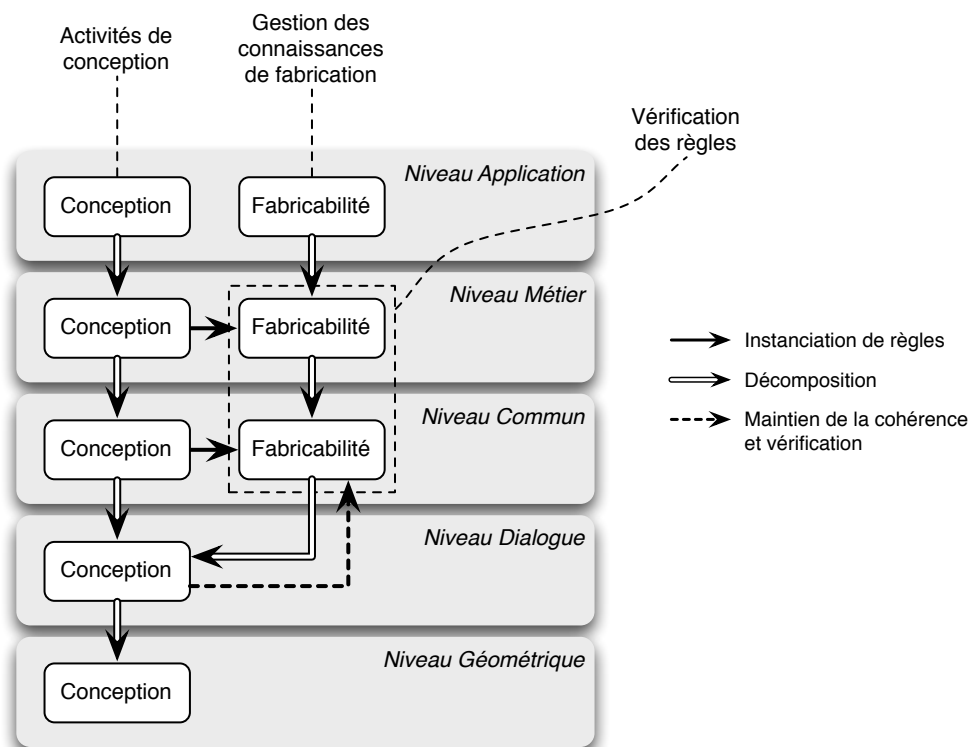 Activités de
conception
Gestion des
connaissances
de fabrication
Vérification
des règles
Niveau Application
Conception
Fabricabilité
Niveau Métier
Conception
Fabricabilité
Instanciation de règles
Décomposition
Maintien de la cohérence
et vérification
Niveau Commun
Conception
Fabricabilité
Niveau Dialogue
Conception
Niveau Géométrique
Conception